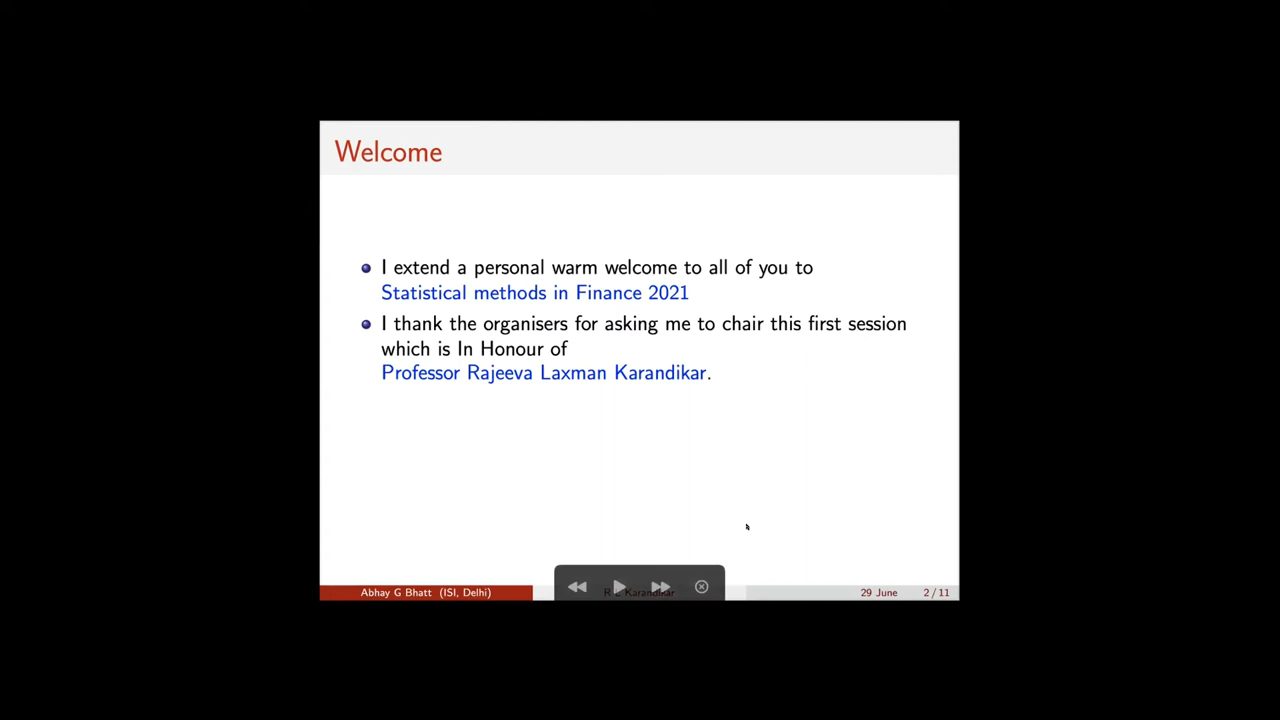 Welcome
I extend a personal warm welcome to all of you to
Statistical methods in Finance 2021
I thank the organisers for asking me to chair this first session
which is In Honour of
Professor Rajeeva Laxman Karandikar.
Abhay G Bhatt (ISI, Delhi)
R L Karandikar
29 June
2 / 11